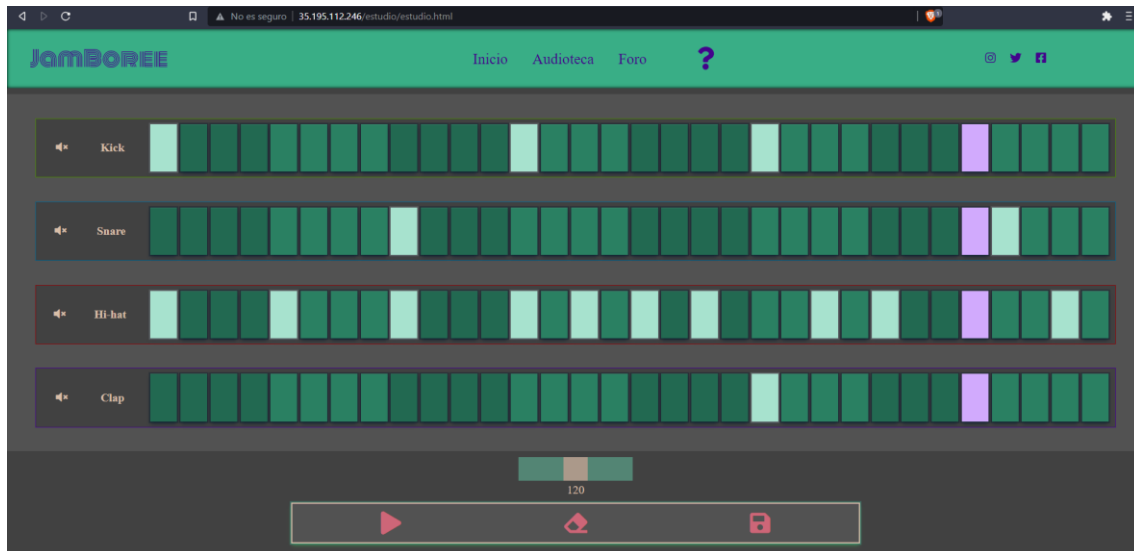 No es seguro | 35.195.112.246/estudio/estudio.html
JamBoree
Inicio Audioteca Foro ?
Kick
Snare
Hi-hat
Clap
120